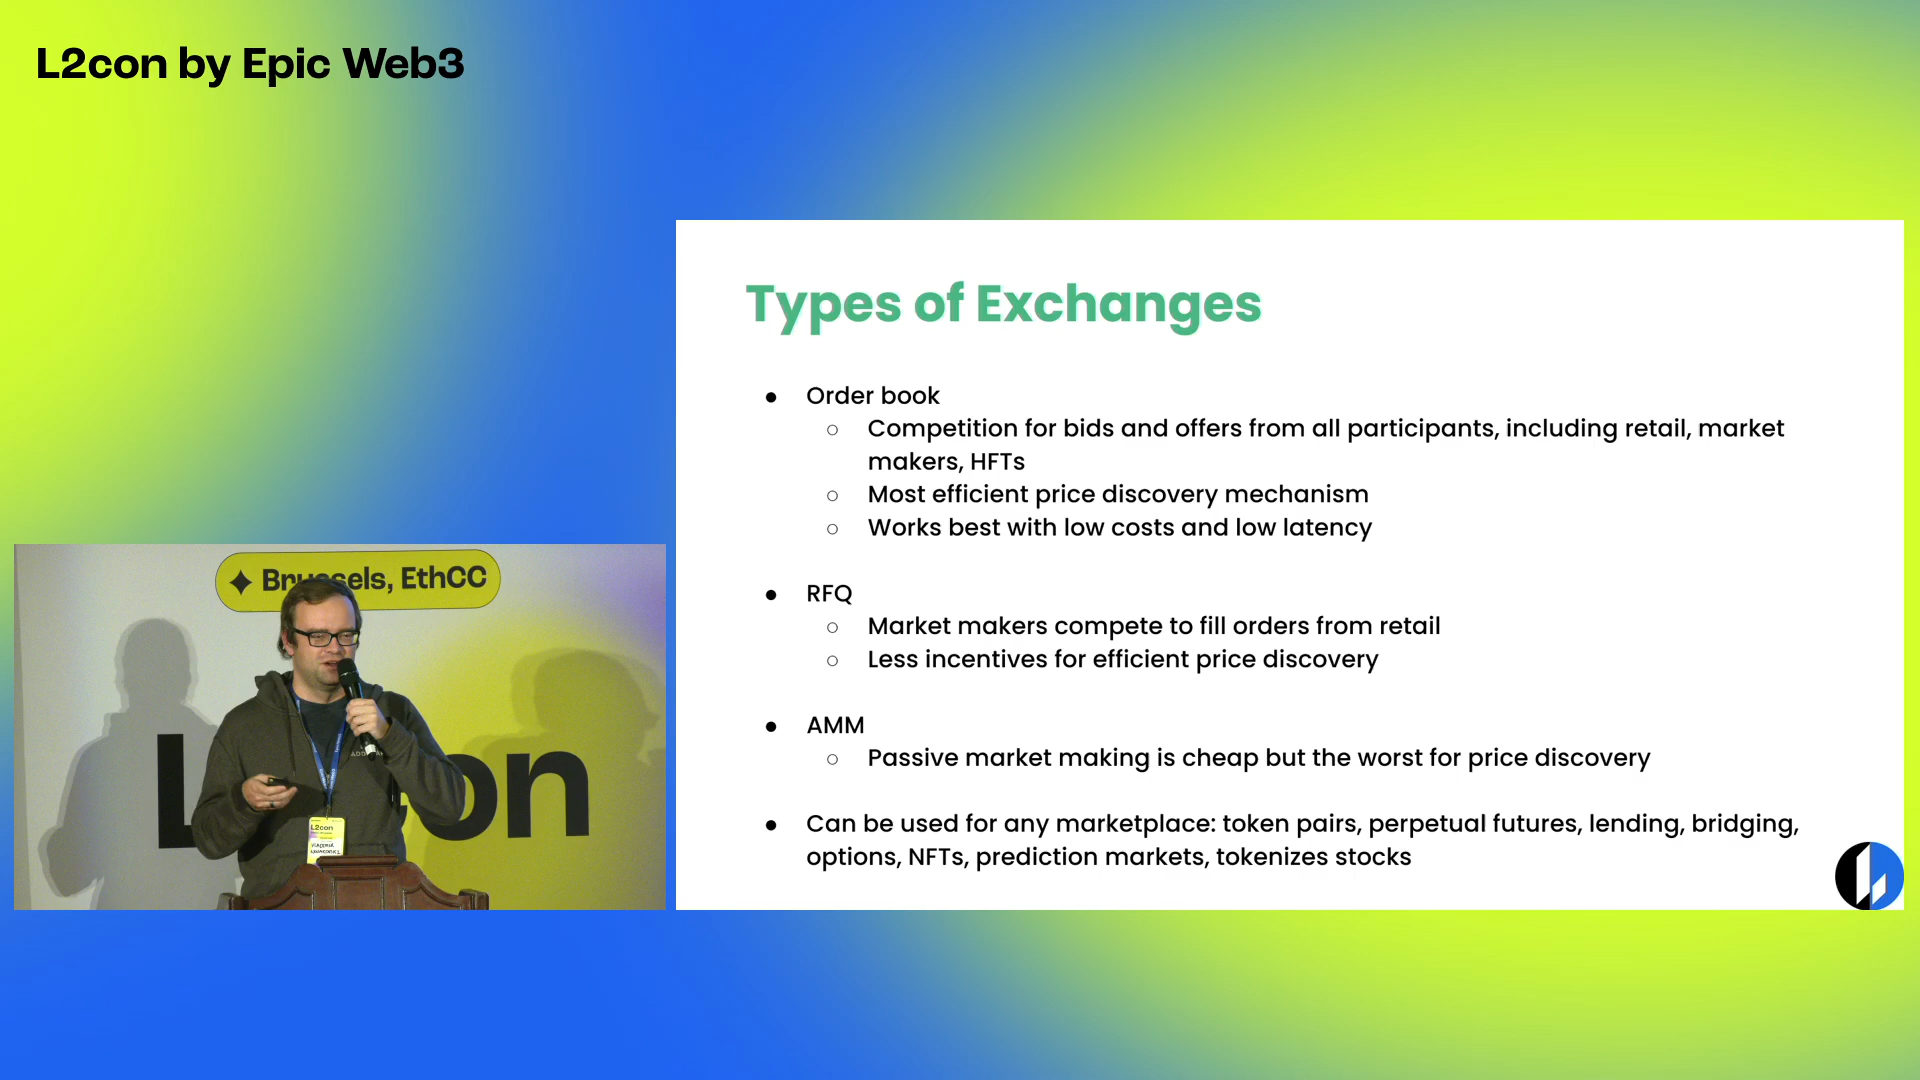 L2con by Epic Web3
Types of Exchanges
● Order book
○ Competition for bids and offers from all participants, including retail, market
makers, HFTs
○ Most efficient price discovery mechanism
○ Works best with low costs and low latency
● RFQ
○ Market makers compete to fill orders from retail
○ Less incentives for efficient price discovery
● AMM
○ Passive market making is cheap but the worst for price discovery
● Can be used for any marketplace: token pairs, perpetual futures, lending, bridging,
options, NFTs, prediction markets, tokenizes stocks
Brussels, EthCC
L2con
L2con